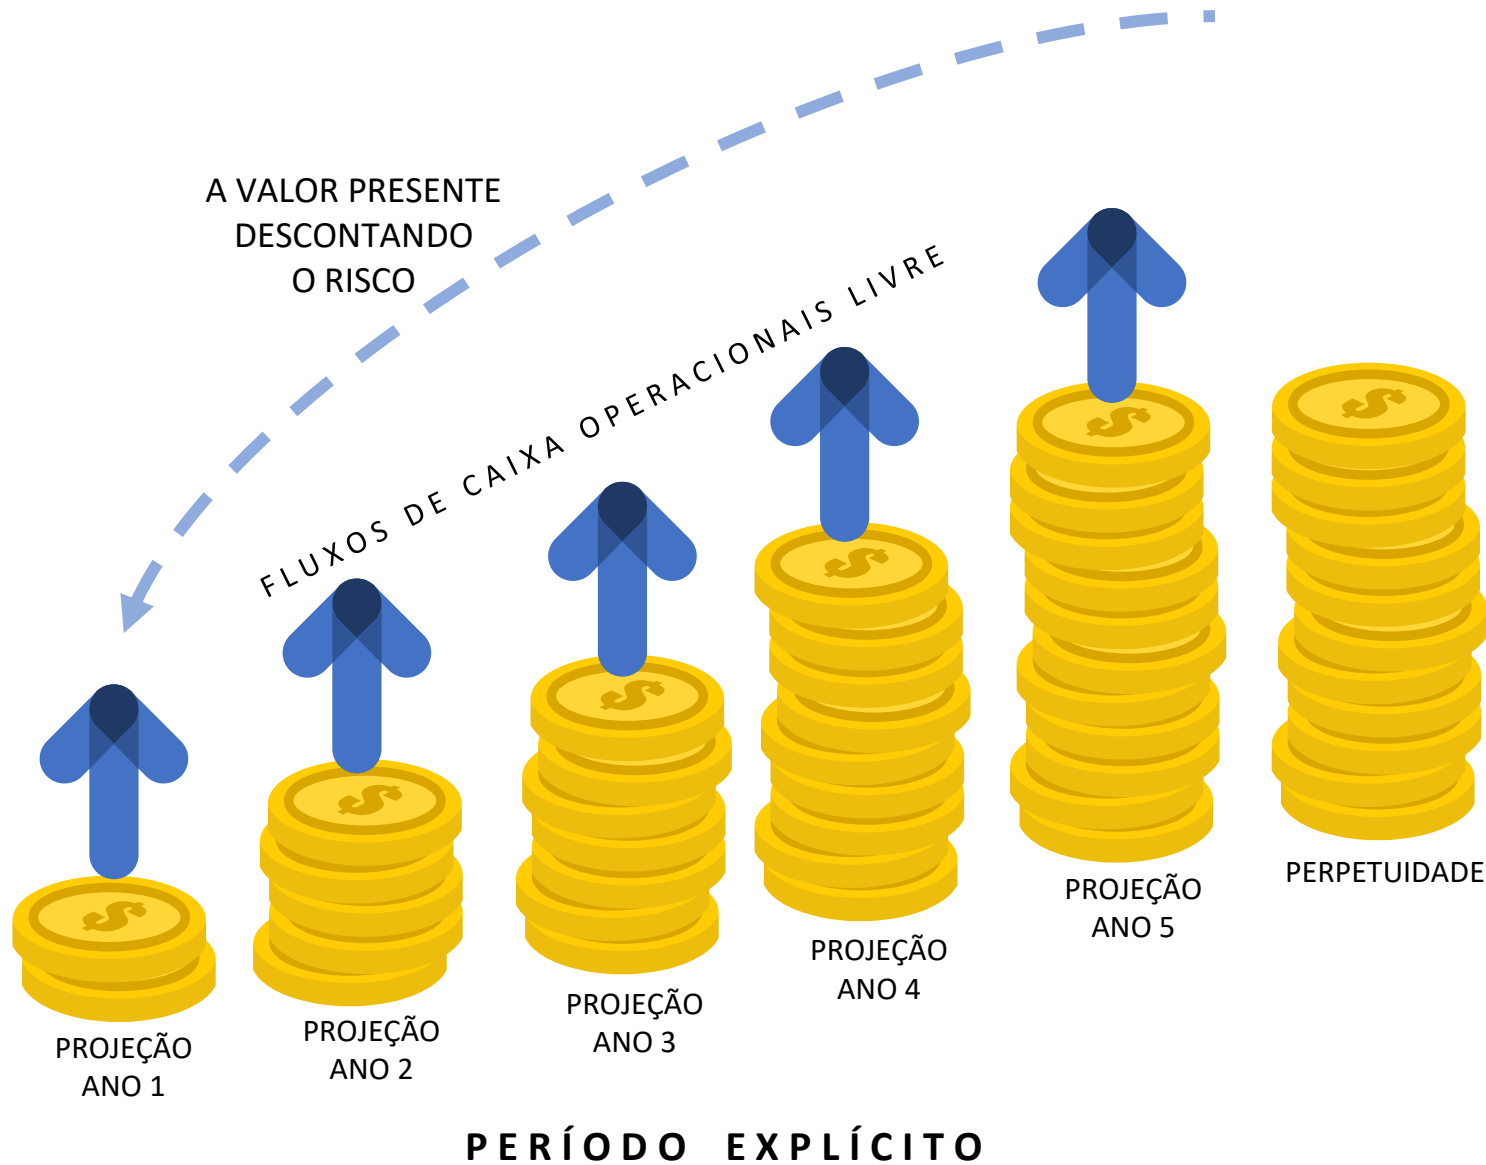 A VALOR PRESENTE
DESCONTANDO
O RISCO
FLUXOS DE CAIXA OPERACIONAIS LIVRE
PROJEÇÃO
ANO 1
PROJEÇÃO
ANO 2
PROJEÇÃO
ANO 3
PROJEÇÃO
ANO 4
PROJEÇÃO
ANO 5
PERPETUIDADE
PERÍODO EXPLÍCITO